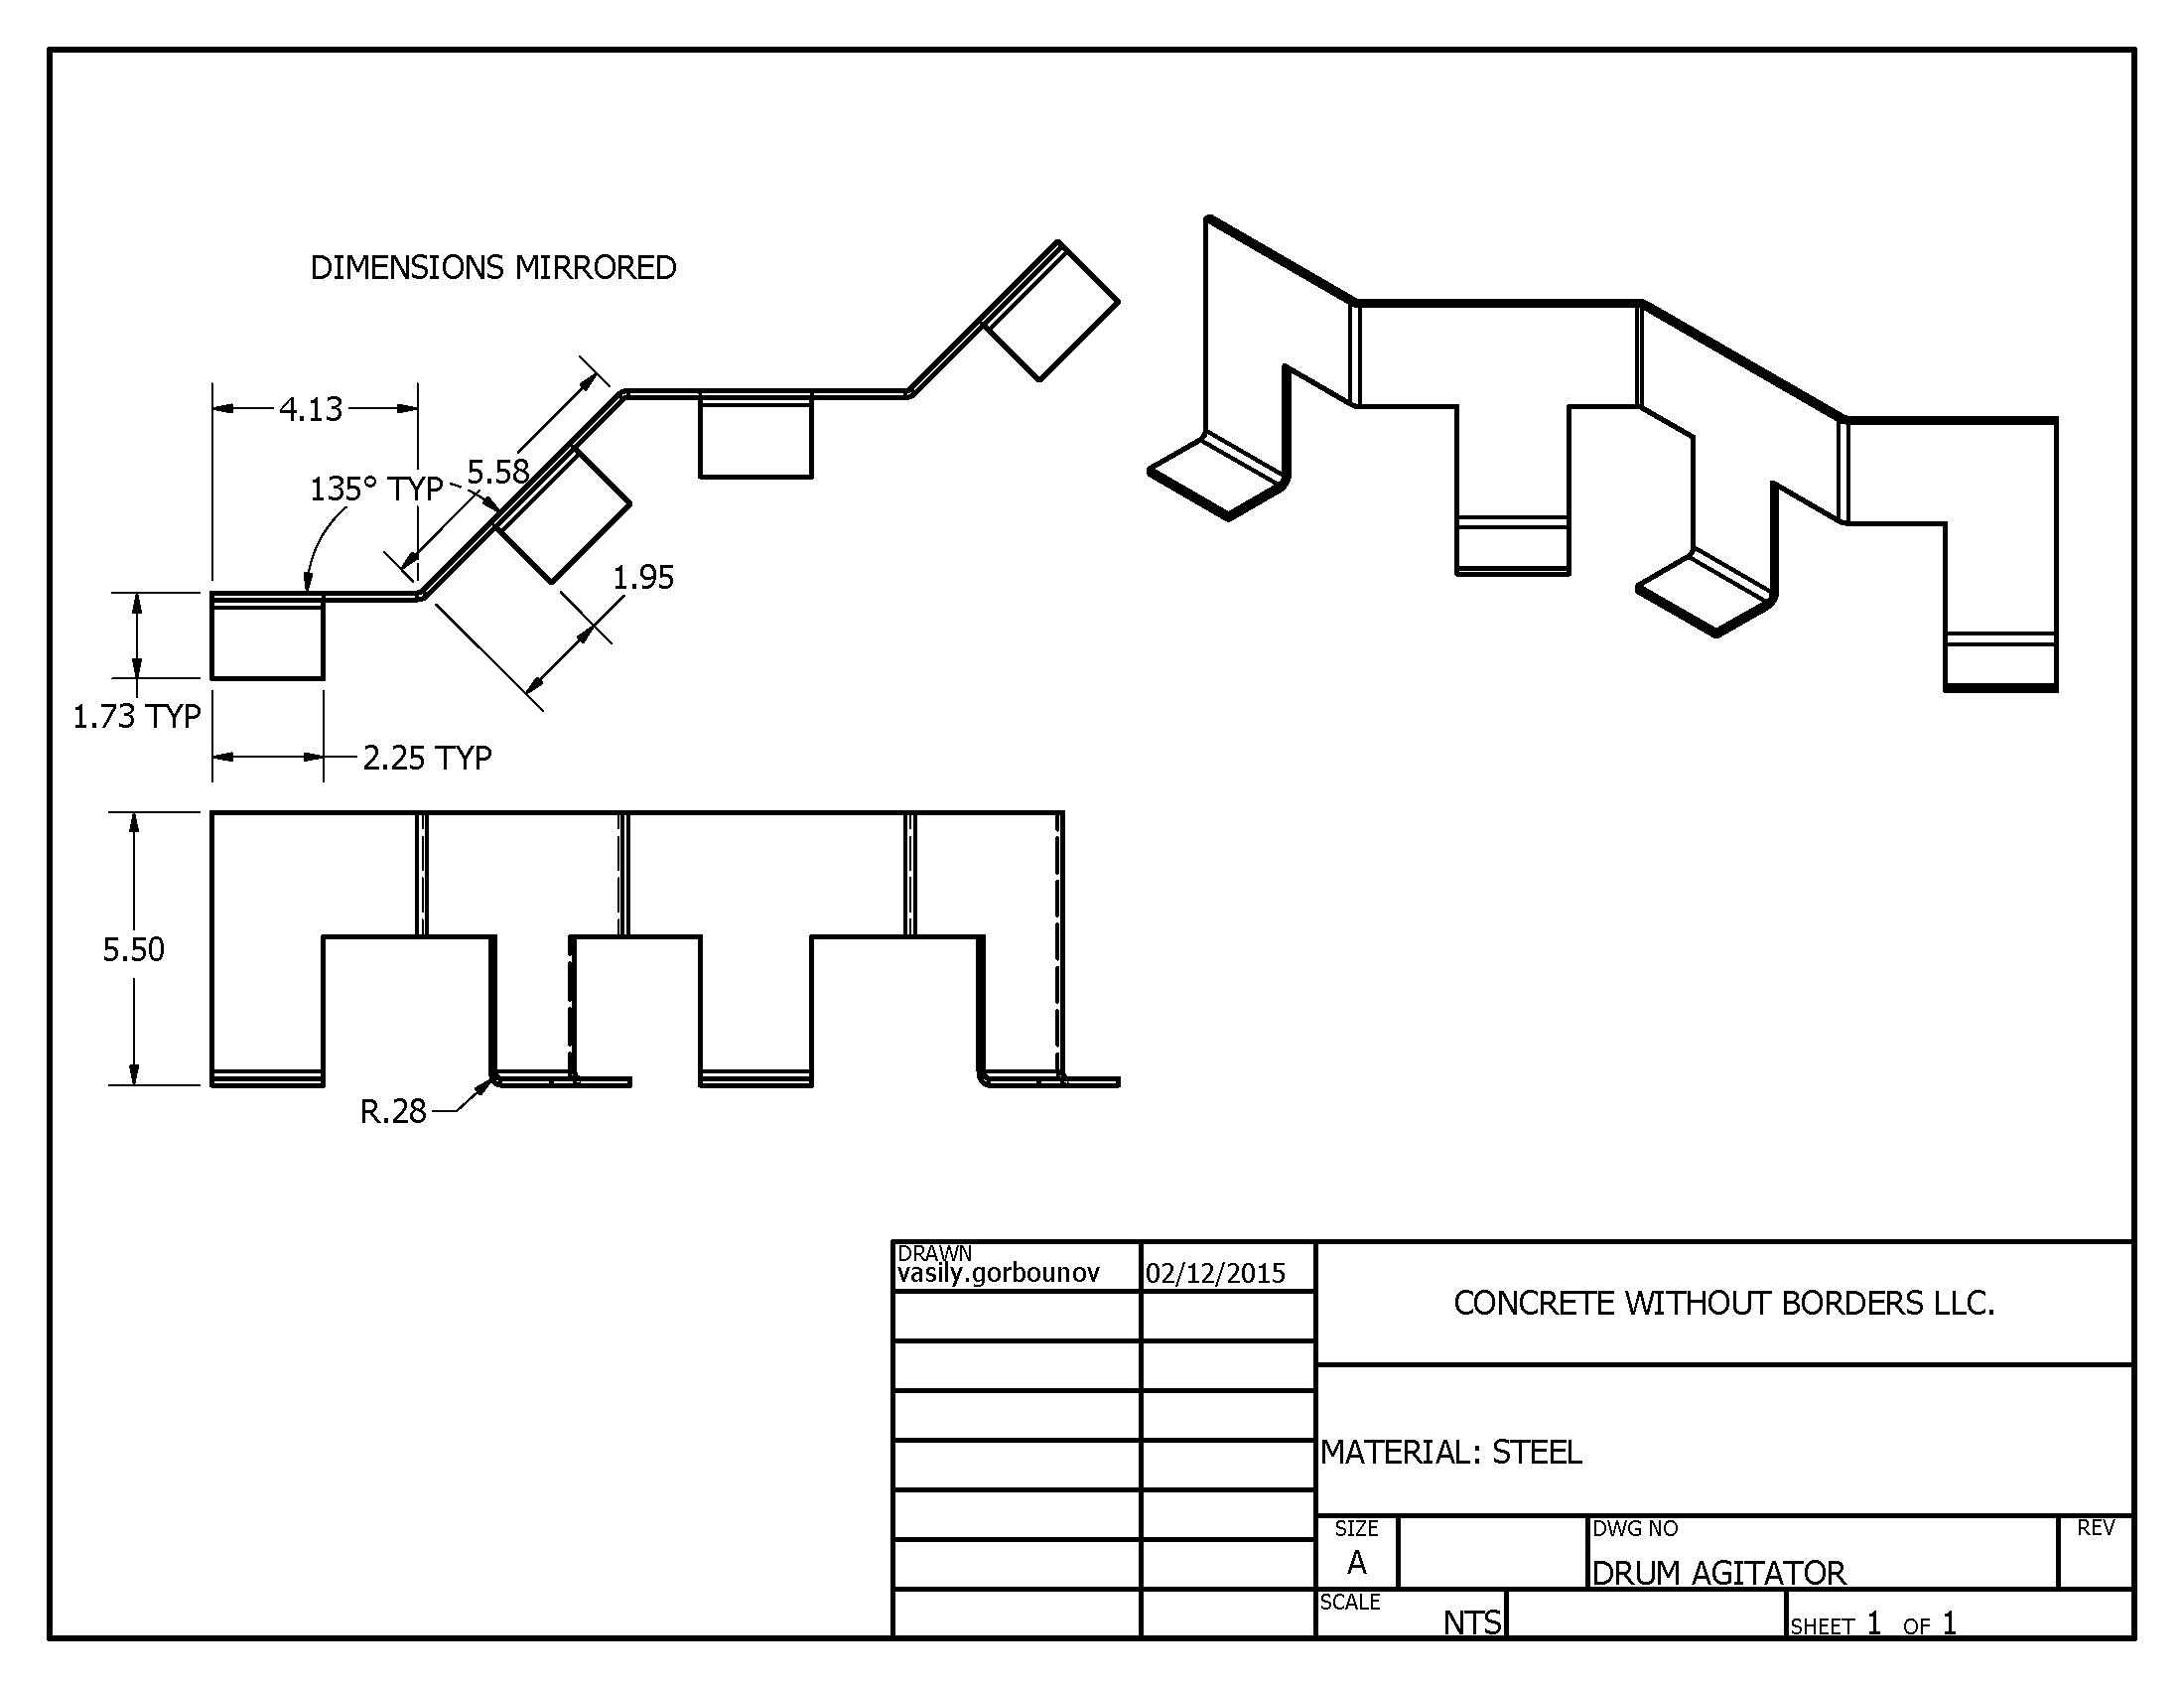 DIMENSIONS MIRRORED
4.13
5.58
135° TYP
1.95
1.73 TYP
2.25 TYP
5.50
R.28
DRAWN
vasily.gorbounov
02/12/2015
CONCRETE WITHOUT BORDERS LLC.
MATERIAL: STEEL
SIZE
A
DWG NO
DRUM AGITATOR
REV
SCALE
NTS
SHEET 1 OF 1